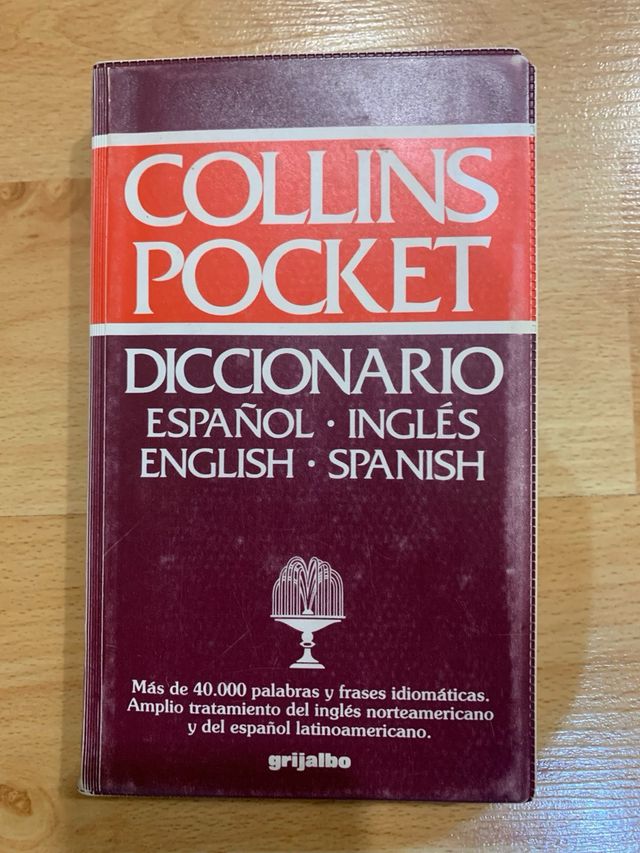 COLLINS
POCKET
DICCIONARIO
ESPAÑOL · INGLÉS
ENGLISH · SPANISH
Más de 40.000 palabras y frases idiomáticas.
Amplio tratamiento del inglés norteamericano
y del español latinoamericano.
grijalbo